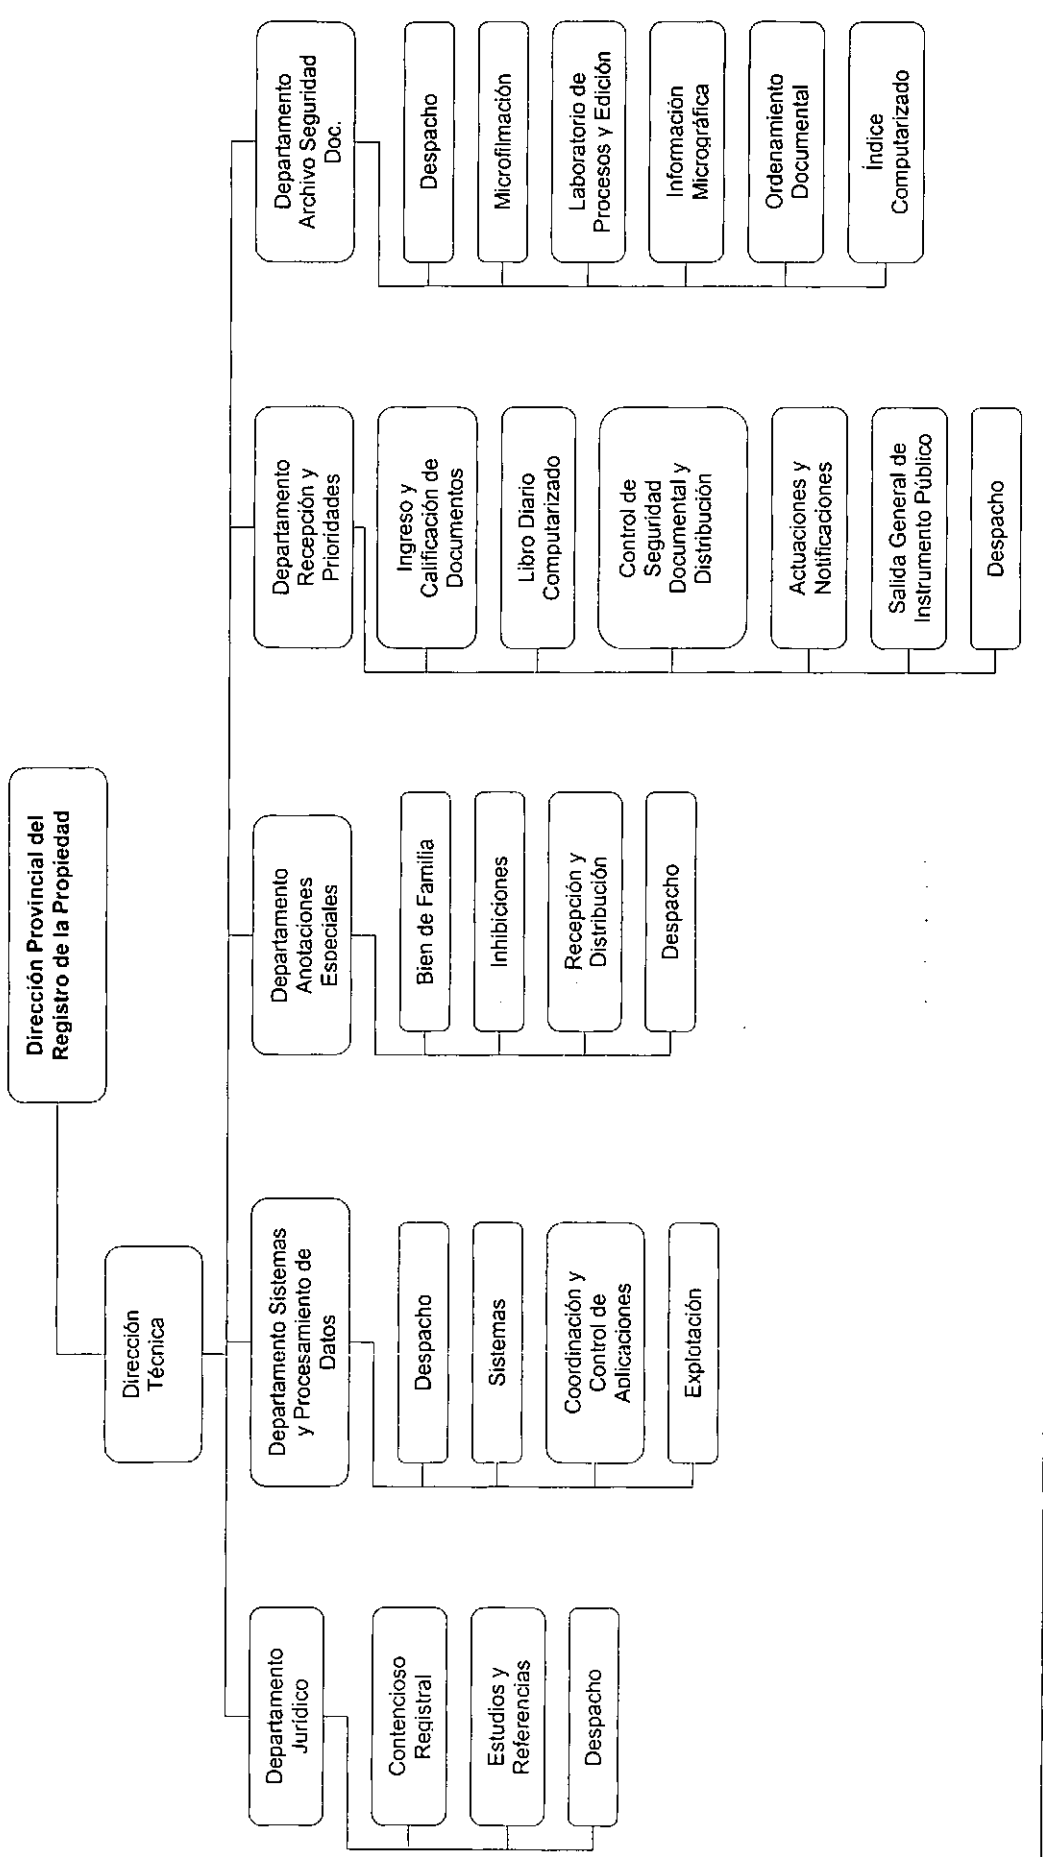 Dirección Provincial del
Registro de la Propiedad
Dirección
Técnica
Departamento
Jurídico
Contencioso
Registral
Estudios y
Referencias
Despacho
Departamento Sistemas
y Procesamiento de
Datos
Despacho
Sistemas
Coordinación y
Control de
Aplicaciones
Explotación
Departamento
Anotaciones
Especiales
Bien de Familia
Inhibiciones
Recepción y
Distribución
Despacho
Departamento
Recepción y
Prioridades
Ingreso y
Calificación de
Documentos
Libro Diario
Computarizado
Control de
Seguridad
Documental y
Distribución
Actuaciones y
Notificaciones
Salida General de
Instrumento Público
Despacho
Departamento
Archivo Seguridad
Doc.
Despacho
Microfilmación
Laboratorio de
Procesos y Edición
Información
Micrográfica
Ordenamiento
Documental
Índice
Computarizado